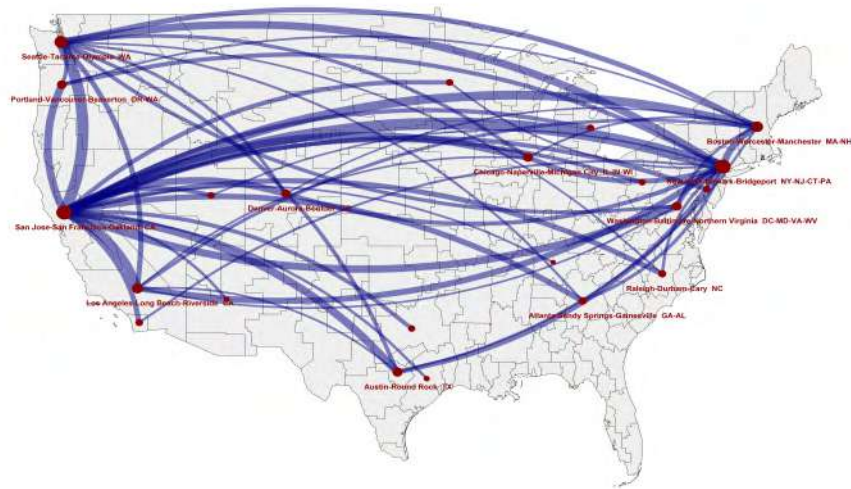 Seattle-Tacoma-Olympia WA
Portland-Vancouver-Beaverton OR-WA
Boston-Worcester-Manchester MA-NH
Chicago-Naperville-Michigan City IL-IN-WI
Newark-Bridgeport NY-NJ-CT-PA
Denver-Aurora-Boulder
Washington-Baltimore-Northern Virginia DC-MD-VA-WV
San Jose-San Francisco-Oakland CA
Raleigh-Durham-Cary NC
Los Angeles-Long Beach-Riverside CA
Atlanta-Sandy Springs-Gainesville GA-AL
Austin-Round Rock TX